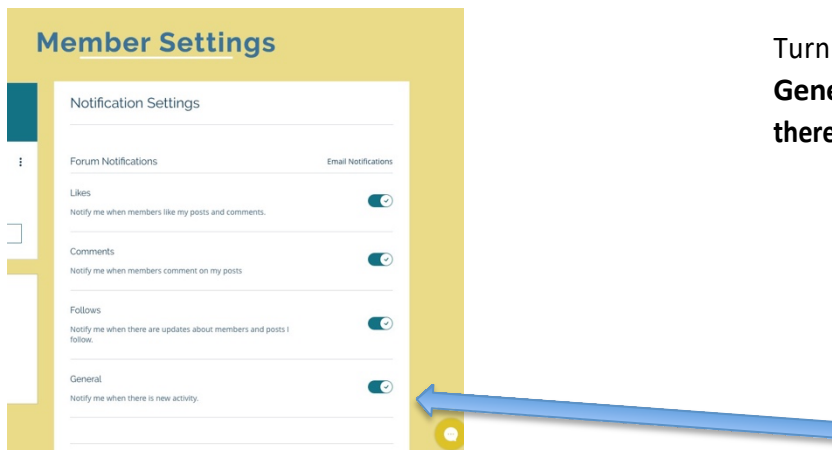 Member Settings
Notification Settings
Forum Notifications
Email Notifications
Likes
Notify me when members like my posts and comments.
Comments
Notify me when members comment on my posts
Follows
Notify me when there are updates about members and posts I
follow.
General
Notify me when there is new activity.
Turn